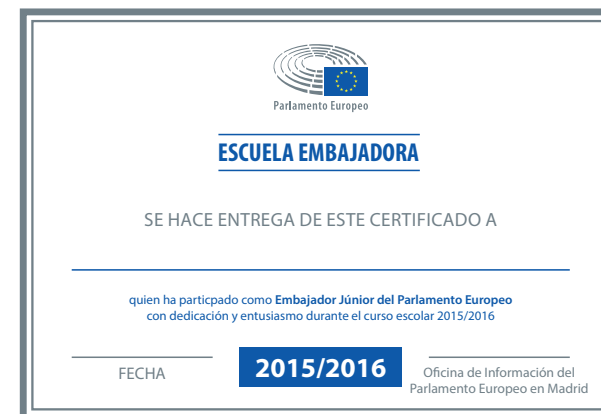 Parlamento Europeo
ESCUELA EMBAJADORA
SE HACE ENTREGA DE ESTE CERTIFICADO A
quien ha particpado como Embajador Júnior del Parlamento Europeo
con dedicación y entusiasmo durante el curso escolar 2015/2016
FECHA
2015/2016
Oficina de Información del
Parlamento Europeo en Madrid